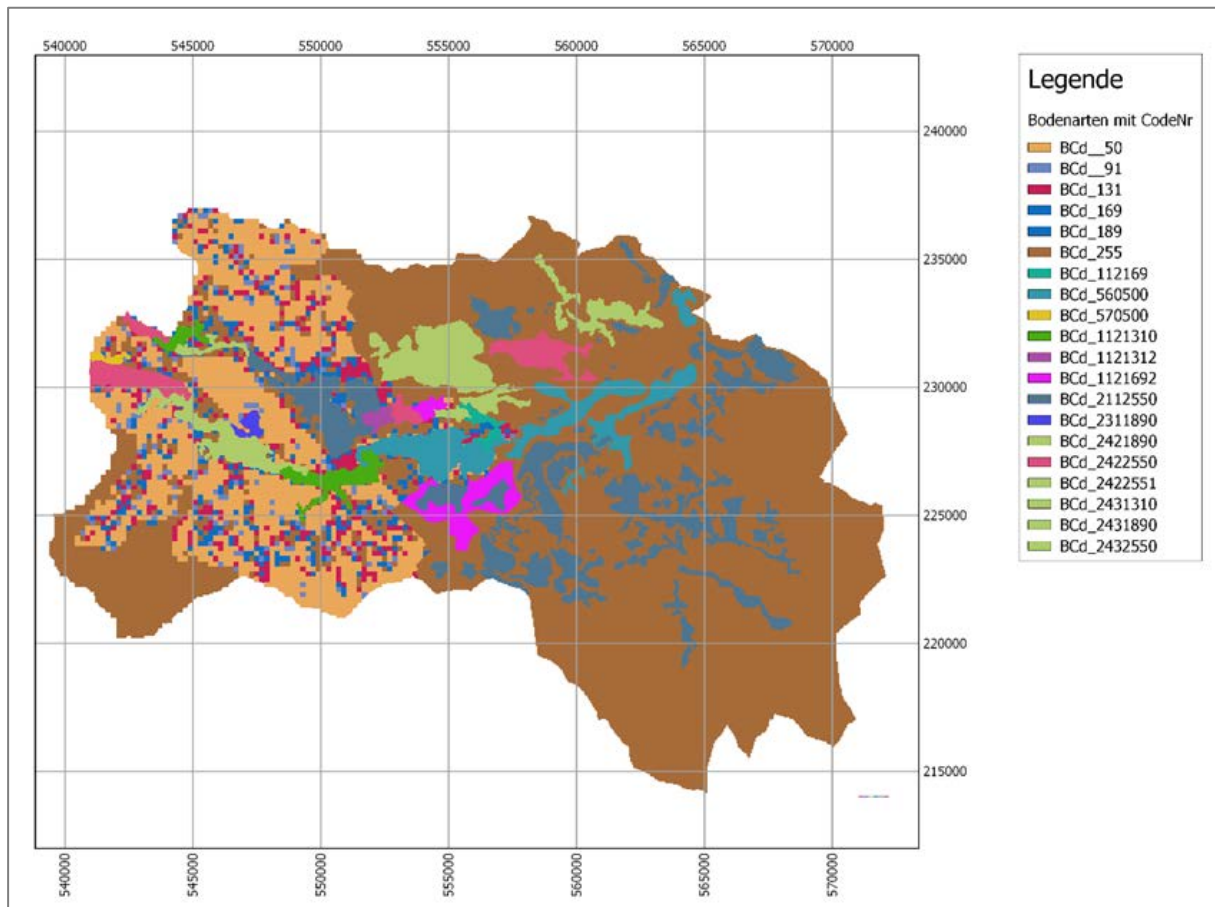 540000 545000 550000 555000 560000 565000 570000
240000
235000
230000
225000
220000
215000
540000 545000 550000 555000 560000 565000 570000
Legende
Bodenarten mit CodeNr
BCd__50
BCd__91
BCd_131
BCd_169
BCd_189
BCd_255
BCd_112169
BCd_560500
BCd_570500
BCd_1121310
BCd_1121312
BCd_1121692
BCd_2112550
BCd_2311890
BCd_2421890
BCd_2422550
BCd_2422551
BCd_2431310
BCd_2431890
BCd_2432550